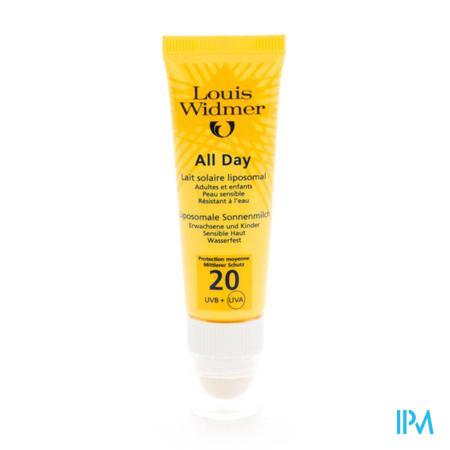 Louis
Widmer
All Day
Lait solaire liposomal
Adultes et enfants
Peau sensible
Résistant à l'eau
Liposomale Sonnenmilch
Erwachsene und Kinder
Sensible Haut
Wasserfest
Protection moyenne
Mittlerer Schutz
20
UVB + UVA
IPM